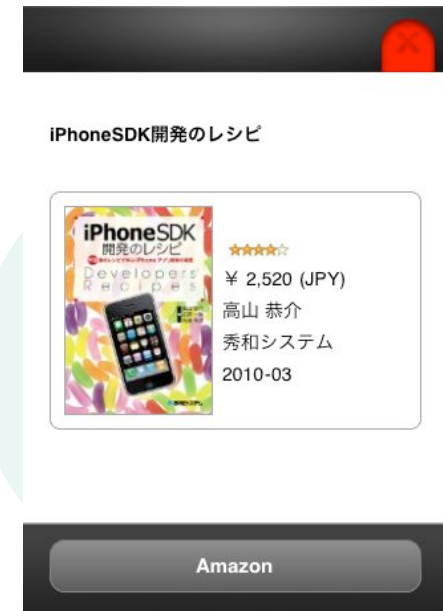 iPhoneSDK開発のレシピ
iPhoneSDK
開発のレシピ
Developers'
Recipes
¥ 2,520 (JPY)
高山 恭介
秀和システム
2010-03
Amazon